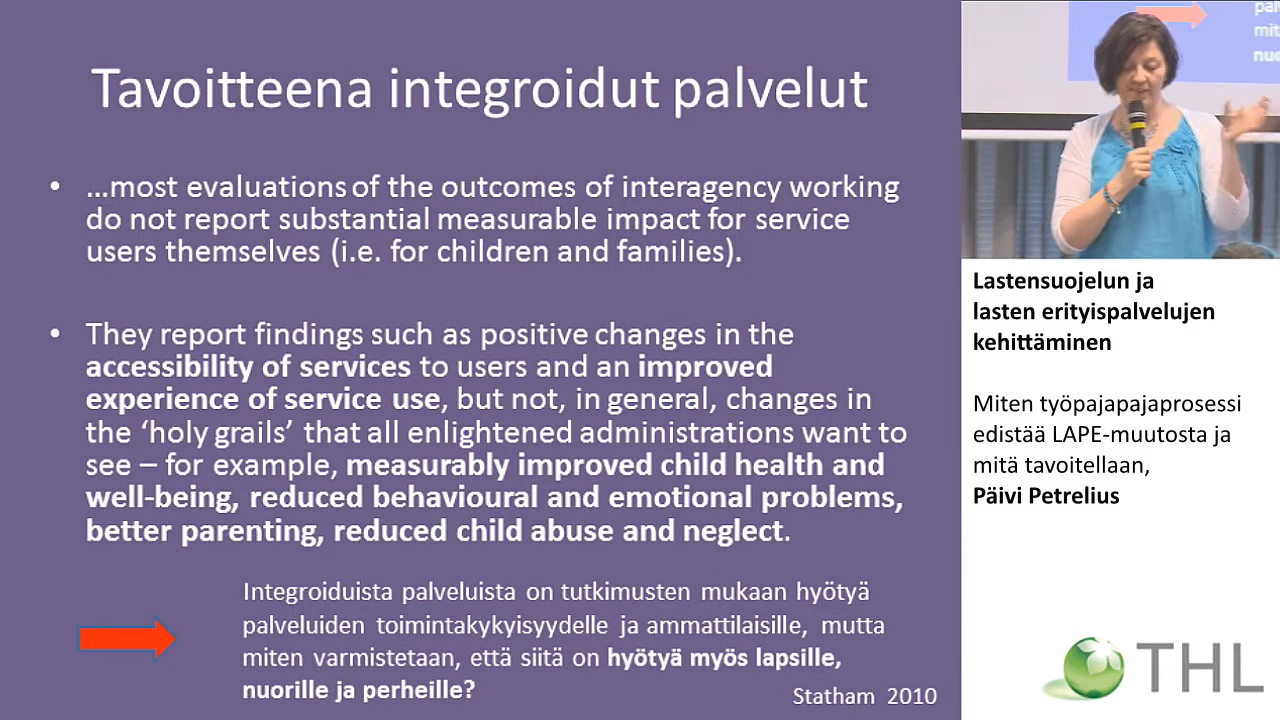 Tavoitteena integroidut palvelut
• …most evaluations of the outcomes of interagency working
do not report substantial measurable impact for service
users themselves (i.e. for children and families).
• They report findings such as positive changes in the
accessibility of services to users and an improved
experience of service use, but not, in general, changes in
the ‘holy grails’ that all enlightened administrations want to
see – for example, measurably improved child health and
well-being, reduced behavioural and emotional problems,
better parenting, reduced child abuse and neglect.
Integroiduista palveluista on tutkimusten mukaan hyötyä
palveluiden toimintakykyisyydelle ja ammattilaisille, mutta
miten varmistetaan, että siitä on hyötyä myös lapsille,
nuorille ja perheille?
Statham 2010
Lastensuojelun ja
lasten erityispalvelujen
kehittäminen
Miten työpajapajaprosessi
edistää LAPE-muutosta ja
mitä tavoitellaan,
Päivi Petrelius
THL